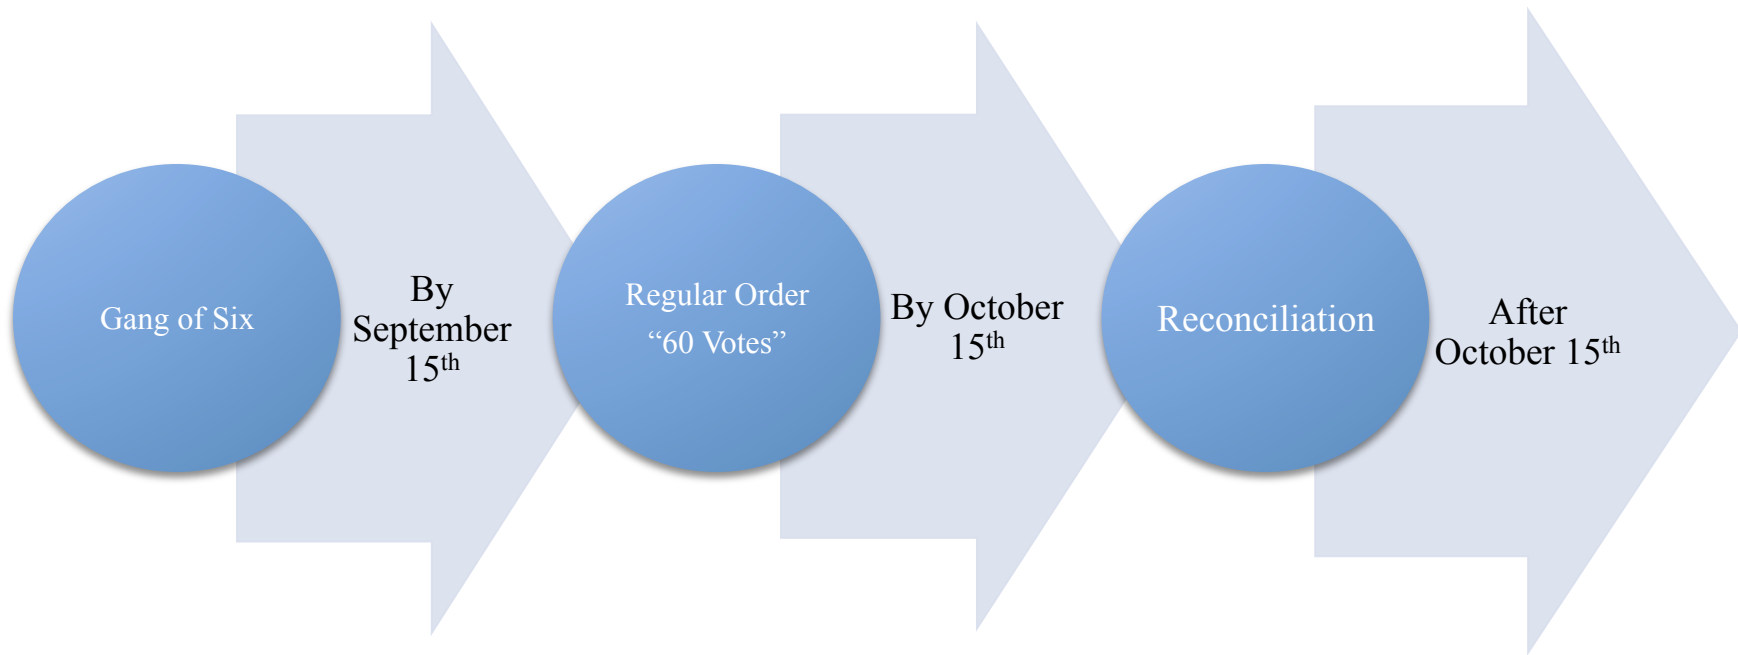 Gang of Six
By
September
15th
Regular Order
“60 Votes”
By October
15th
Reconciliation
After
October 15th